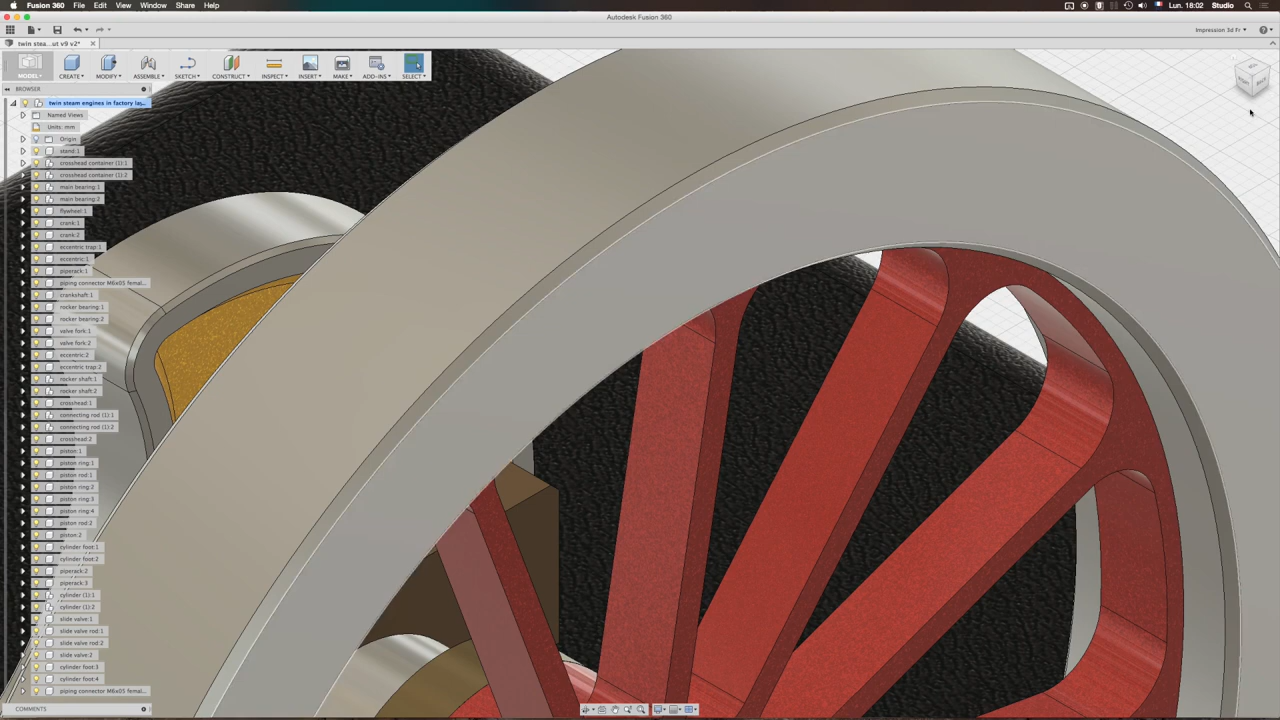 Fusion 360 File Edit View Window Share Help Lun. 18:02 Studio
Autodesk Fusion 360
Impression 3d Fr
twin stea...ut v9 v2*
MODEL CREATE MODIFY ASSEMBLE SKETCH CONSTRUCT INSPECT INSERT MAKE ADD-INS SELECT
BROWSER
twin steam engines in factory lay...
Named Views
Units: mm
Origin
stand:1
crosshead container (1):1
crosshead container (1):2
main bearing:1
main bearing:2
flywheel:1
crank:1
crank:2
eccentric trap:1
eccentric:1
piperack:1
piping connector M6x05 femal...
crankshaft:1
rocker bearing:1
rocker bearing:2
valve fork:1
valve fork:2
eccentric:2
eccentric trap:2
rocker shaft:1
rocker shaft:2
crosshead:1
connecting rod (1):1
connecting rod (1):2
crosshead:2
piston:1
piston ring:1
piston rod:1
piston ring:2
piston ring:3
piston ring:4
piston rod:2
piston:2
cylinder foot:1
cylinder foot:2
piperack:2
piperack:3
cylinder (1):1
cylinder (1):2
slide valve:1
slide valve rod:1
slide valve rod:2
slide valve:2
cylinder foot:3
cylinder foot:4
piping connector M6x05 femal...
COMMENTS